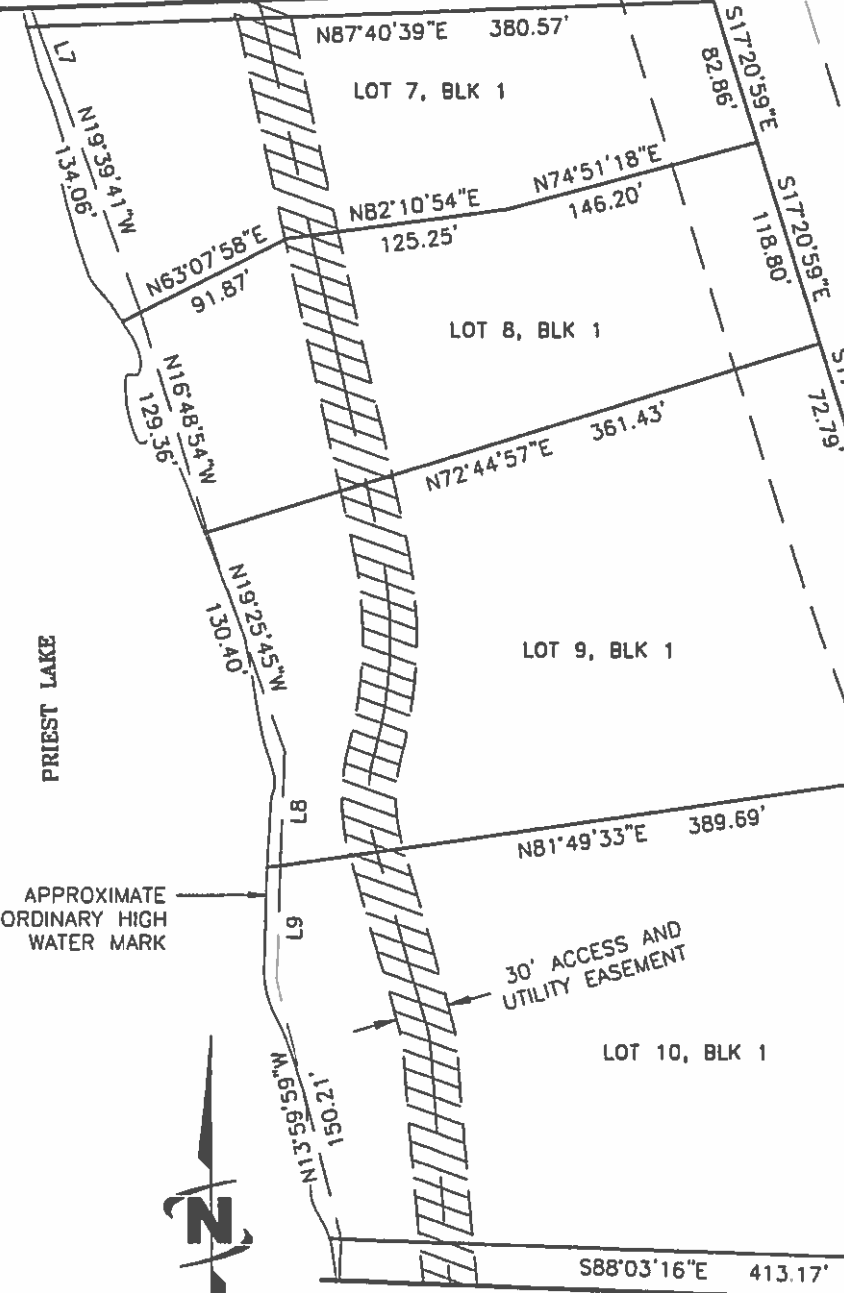 N87°40'39"E 380.57'
L7
S17°20'59"E
82.86'
LOT 7, BLK 1
N19°39'41"W
134.06'
N74°51'18"E
146.20'
N82°10'54"E
125.25'
S17°20'59"E
118.80'
N63°07'58"E
91.87'
LOT 8, BLK 1
N16°48'54"W
129.36'
72.79'
N72°44'57"E 361.43'
N19°25'45"W
130.40'
PRIEST LAKE
LOT 9, BLK 1
L8
N81°49'33"E 389.69'
APPROXIMATE
ORDINARY HIGH
WATER MARK
L9
30' ACCESS AND
UTILITY EASEMENT
LOT 10, BLK 1
N13°59'59"W
150.21'
N
S88°03'16"E 413.17'